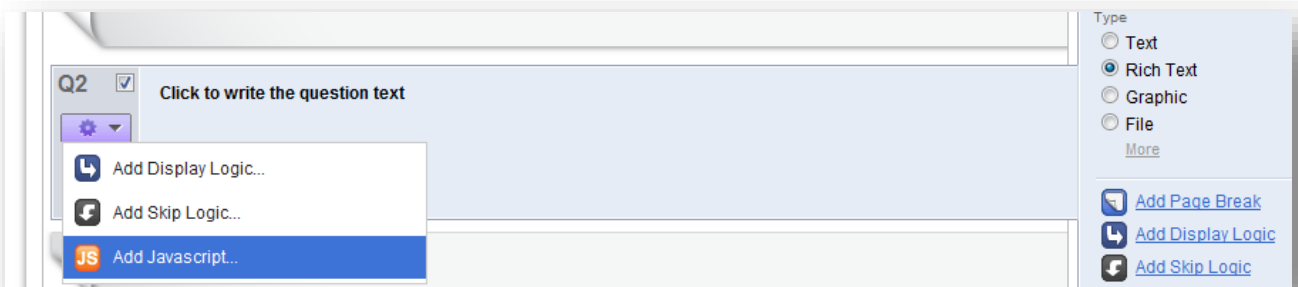 Q2
Click to write the question text
Add Display Logic...
Add Skip Logic...
JS Add Javascript...
Type
Text
Rich Text
Graphic
File
More
Add Page Break
Add Display Logic
Add Skip Logic